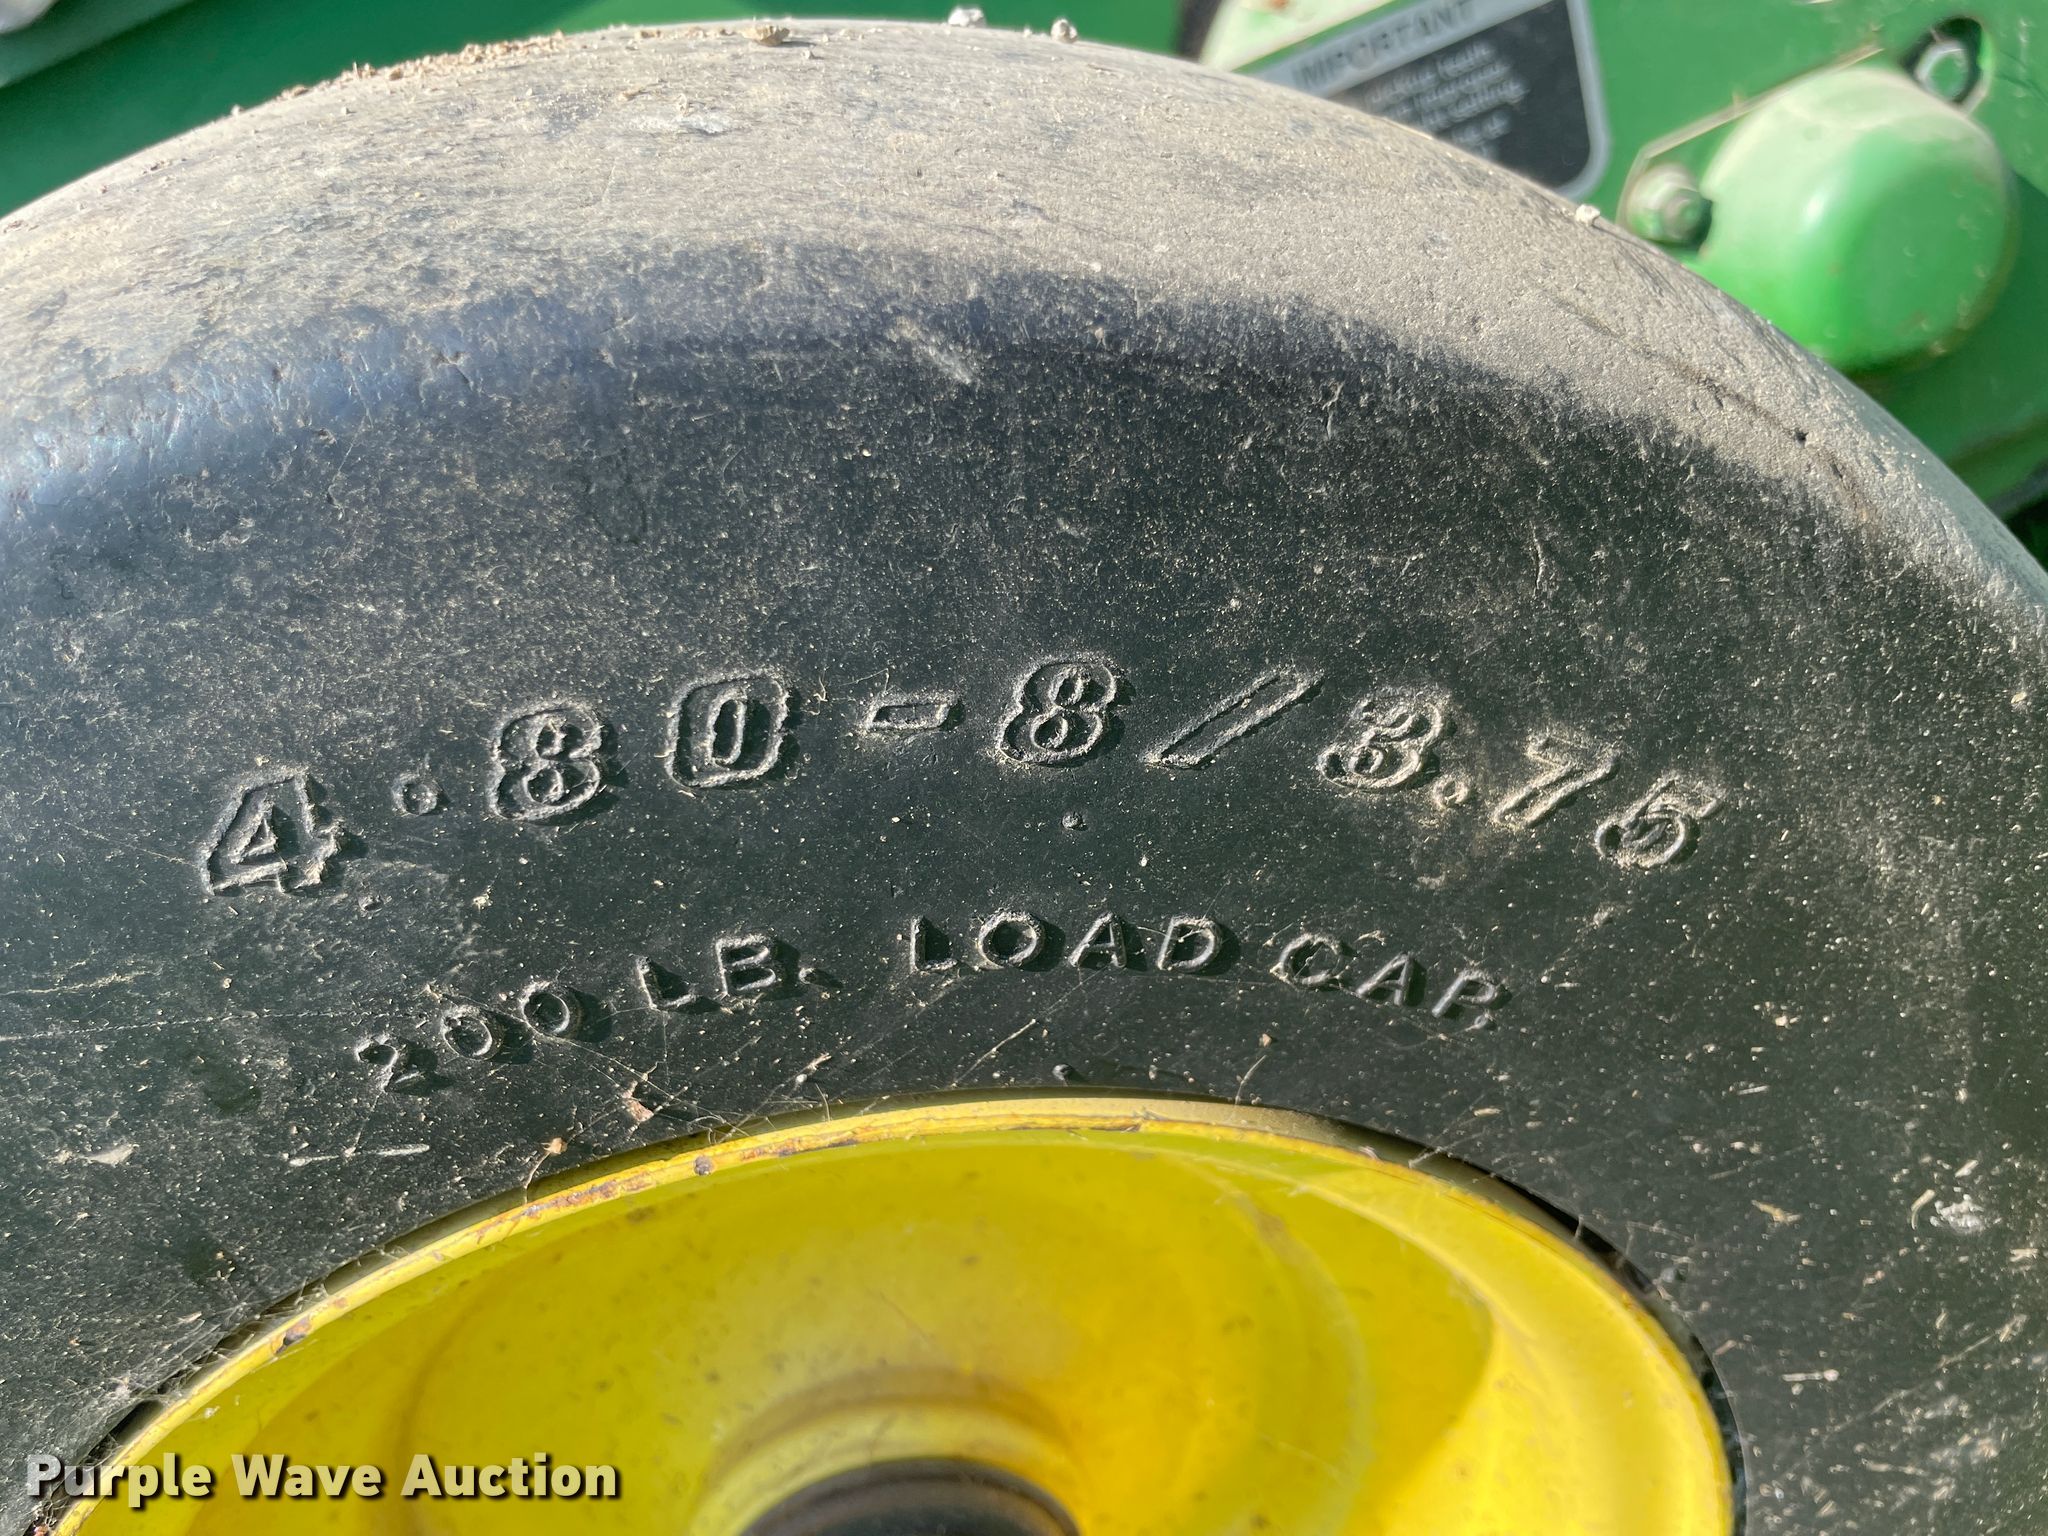 IMPORTANT
4.80-8/3.75
200 LB. LOAD CAP.
Purple Wave Auction